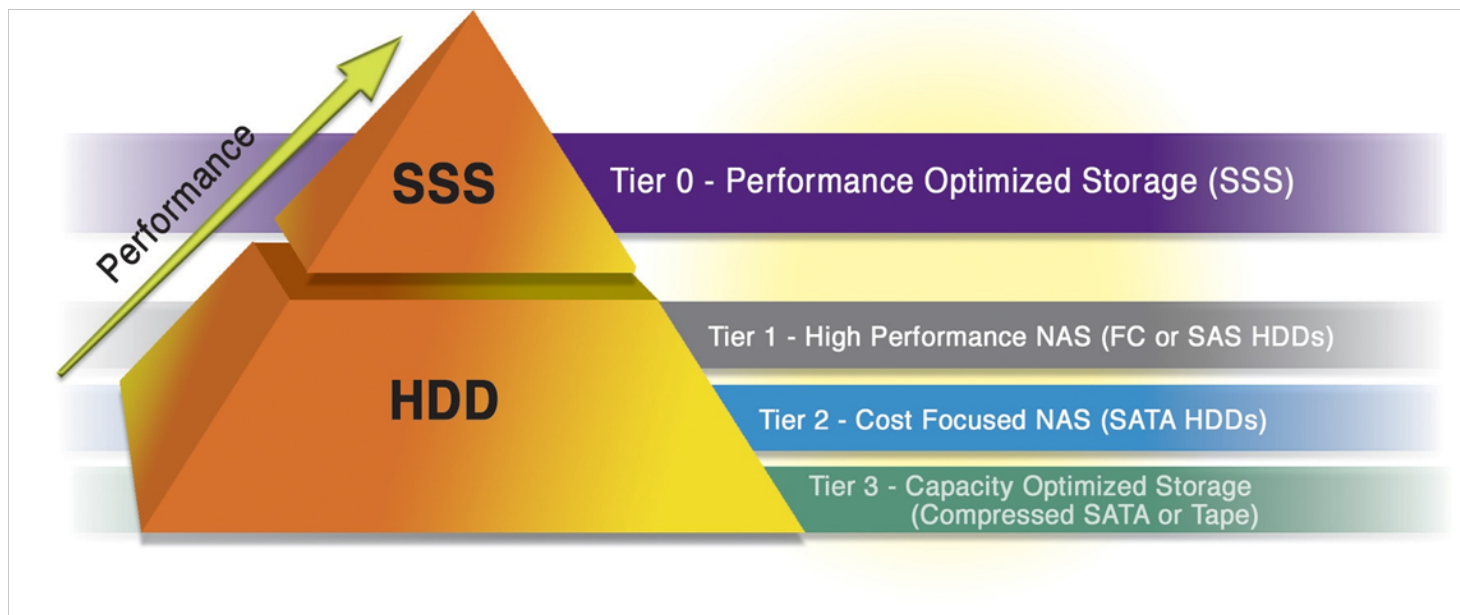 Performance
SSS
Tier 0 - Performance Optimized Storage (SSS)
HDD
Tier 1 - High Performance NAS (FC or SAS HDDs)
Tier 2 - Cost Focused NAS (SATA HDDs)
Tier 3 - Capacity Optimized Storage
(Compressed SATA or Tape)